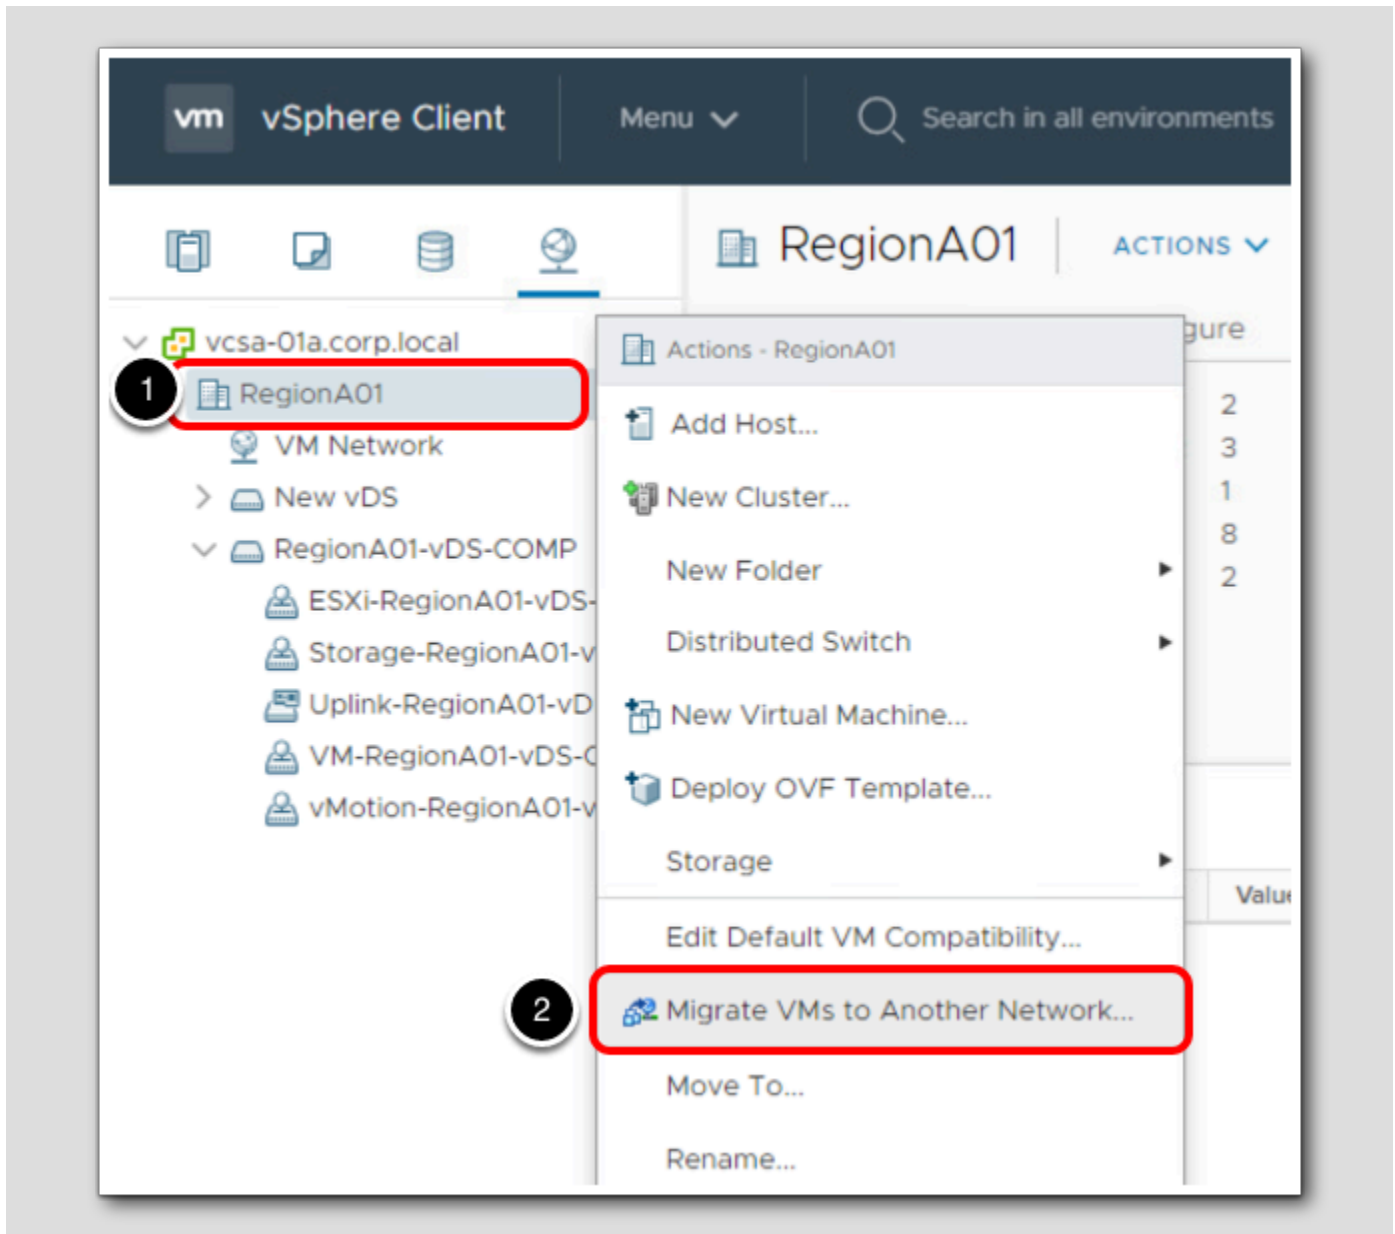 vm vSphere Client Menu Search in all environments
RegionA01 ACTIONS
vcsa-01a.corp.local
1 RegionA01
VM Network
New vDS
RegionA01-vDS-COMP
ESXi-RegionA01-vDS-
Storage-RegionA01-v
Uplink-RegionA01-vD
VM-RegionA01-vDS-C
vMotion-RegionA01-v
Actions - RegionA01
Add Host...
New Cluster...
New Folder
Distributed Switch
New Virtual Machine...
Deploy OVF Template...
Storage
Edit Default VM Compatibility...
2 Migrate VMs to Another Network...
Move To...
Rename...
gure
2
3
1
8
2
Value